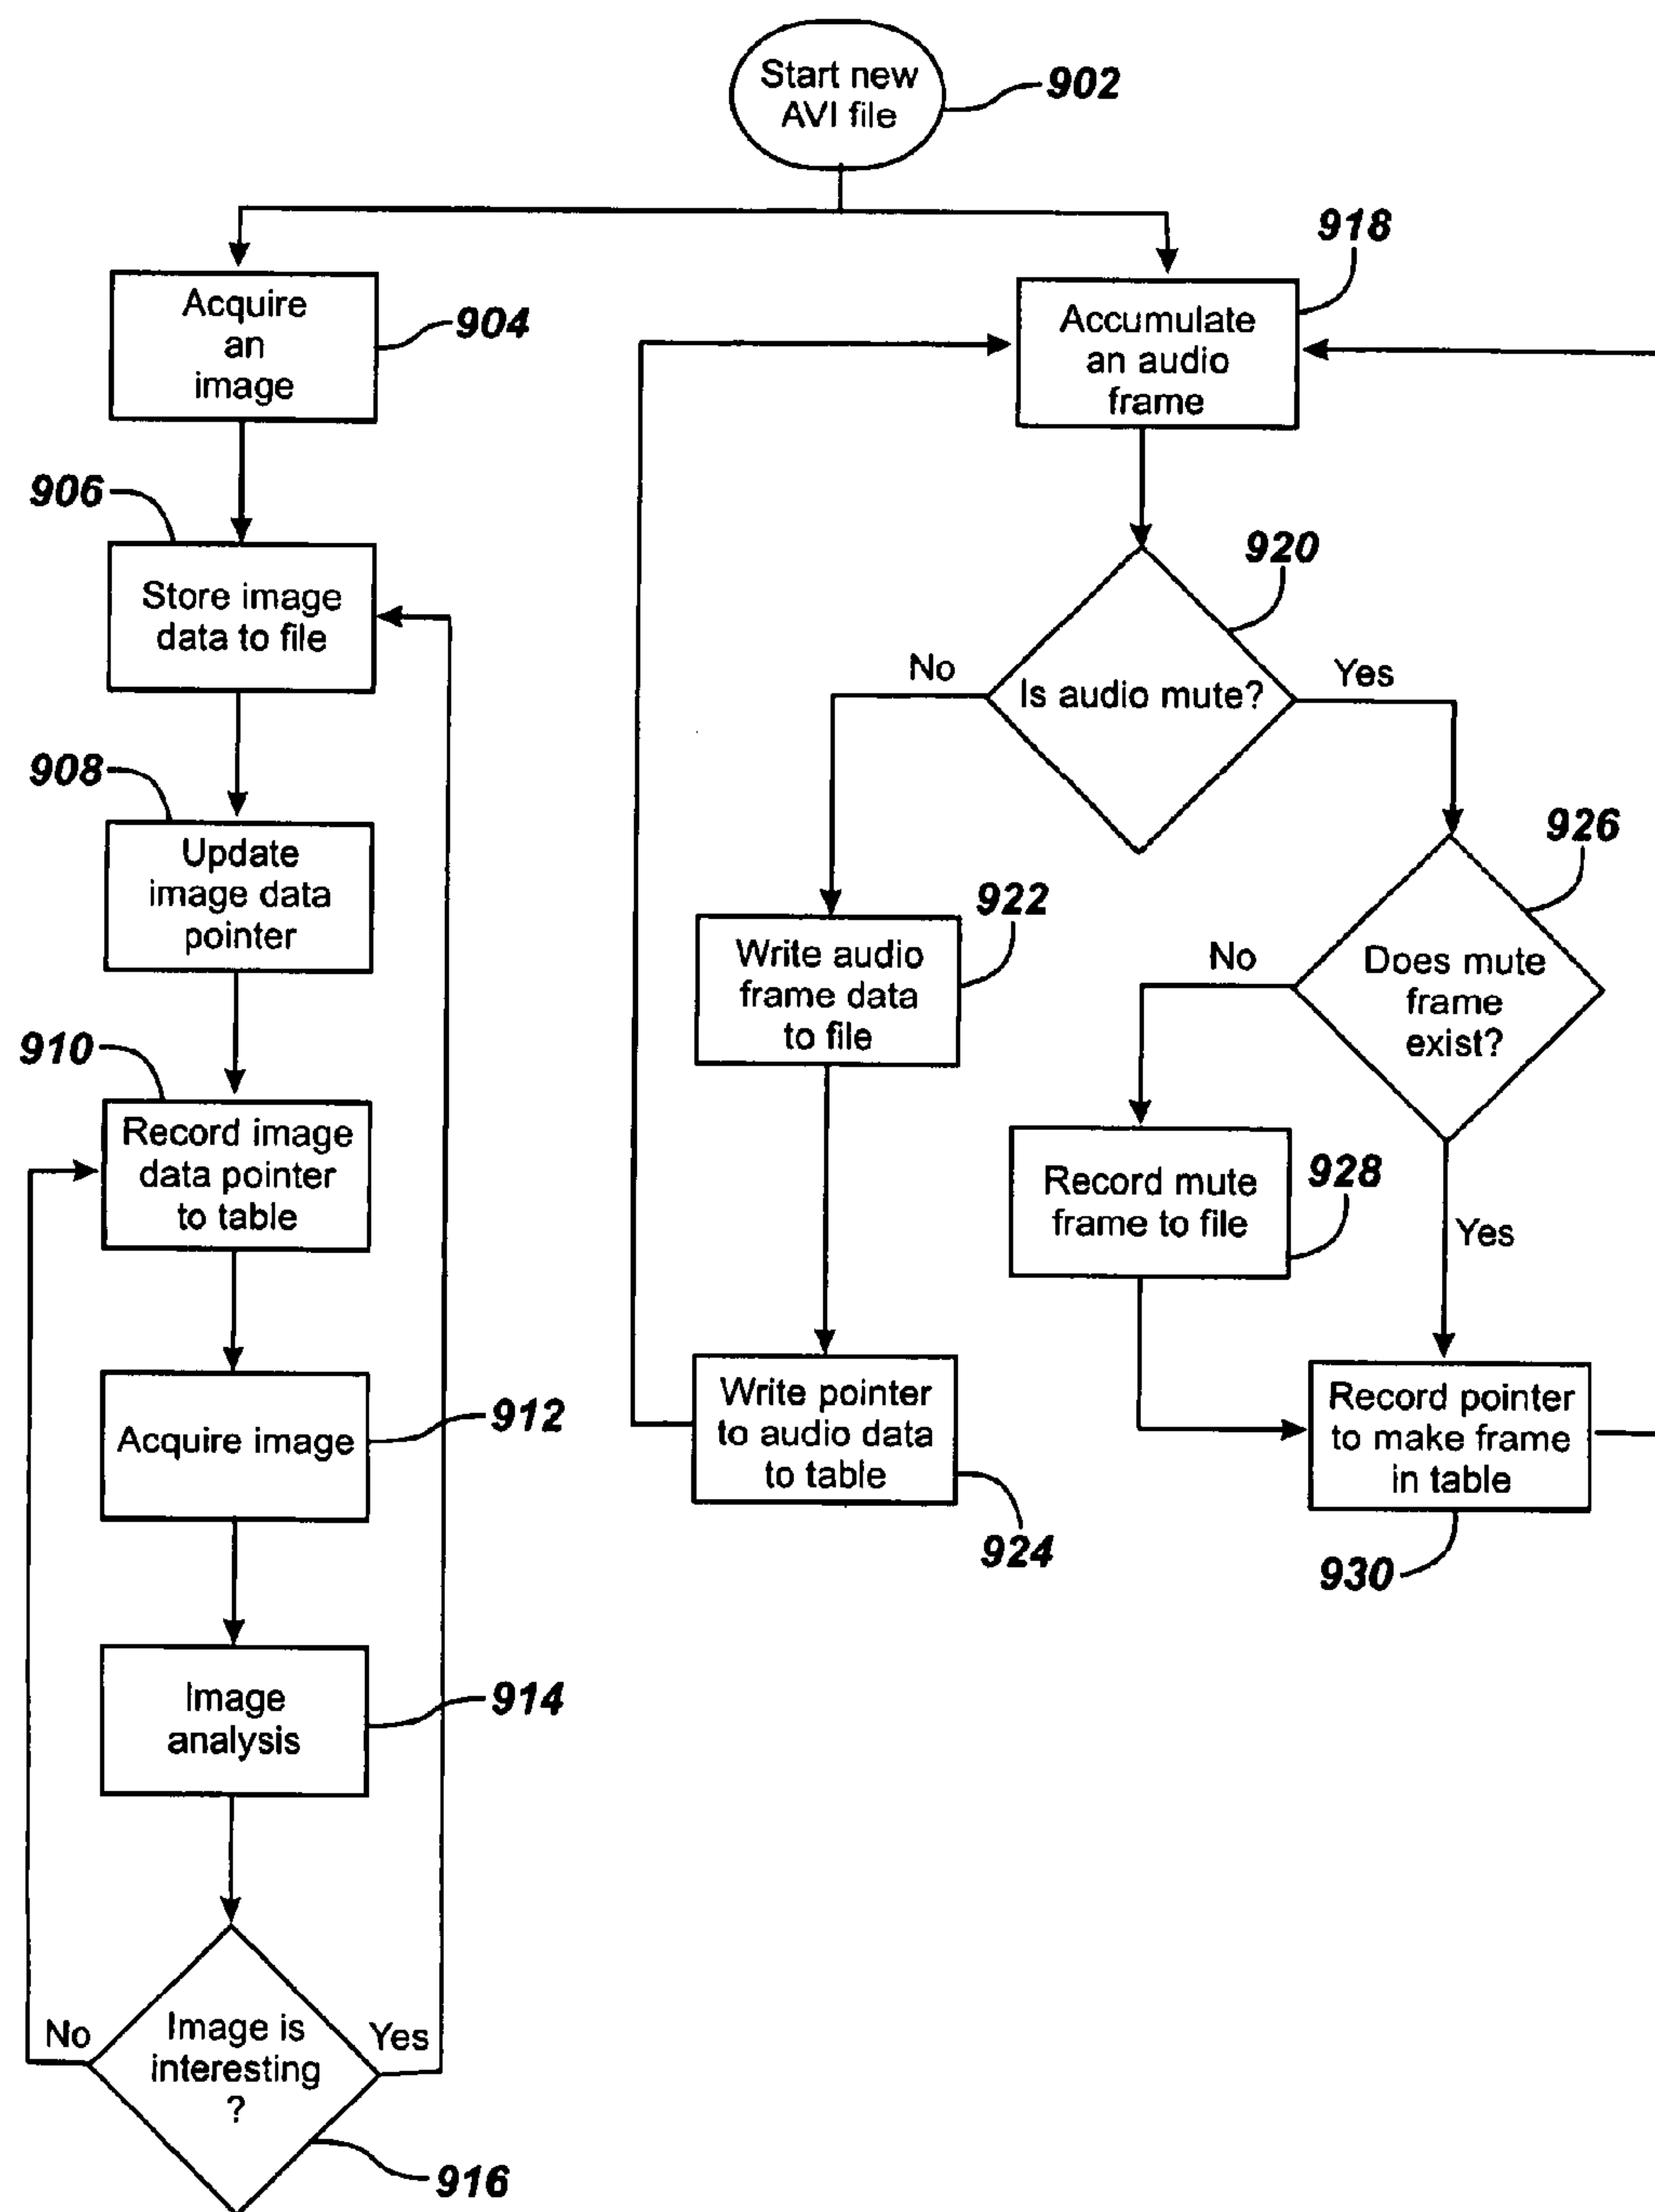 Start new
AVI file
902
Acquire
an
image
904
906
Store image
data to file
908
Update
image data
pointer
910
Record image
data pointer
to table
Acquire image
912
Image
analysis
914
No
Image is
interesting
?
Yes
916
918
Accumulate
an audio
frame
920
No
Is audio mute?
Yes
922
Write audio
frame data
to file
Write pointer
to audio data
to table
924
926
No
Does mute
frame
exist?
Yes
Record mute
frame to file
928
Record pointer
to make frame
in table
930